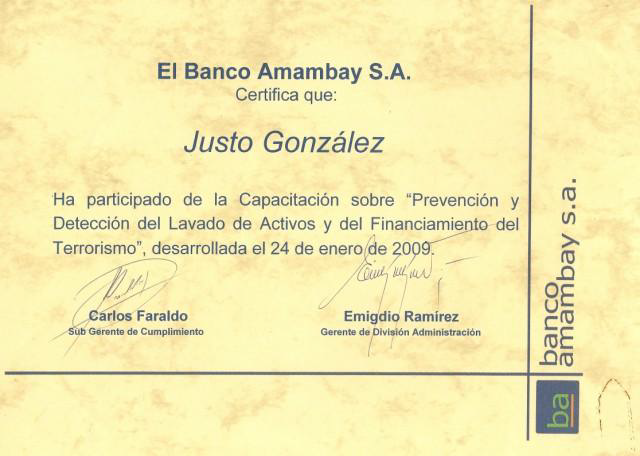 El Banco Amambay S.A.
Certifica que:
Justo González
Ha participado de la Capacitación sobre “Prevención y
Detección del Lavado de Activos y del Financiamiento del
Terrorismo”, desarrollada el 24 de enero de 2009.
Carlos Faraldo
Sub Gerente de Cumplimiento
Emigdio Ramírez
Gerente de División Administración
banco
amambay s.a.
ba